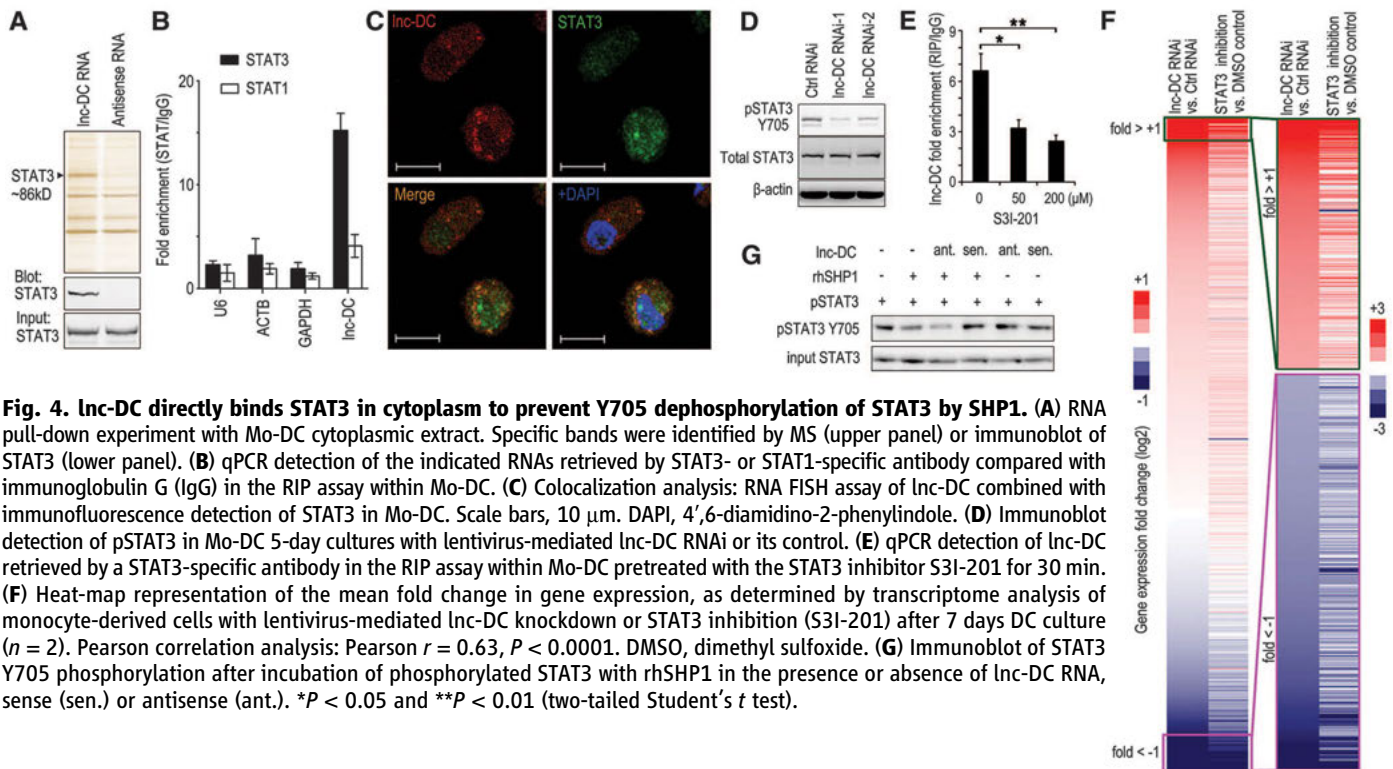 A
lnc-DC RNA
Antisense RNA
STAT3
~86kD
Blot:
STAT3
Input:
STAT3
B
Fold enrichment (STAT/IgG)
20
10
0
STAT3
STAT1
U6
ACTB
GAPDH
lnc-DC
C
lnc-DC
STAT3
Merge
+DAPI
D
Ctrl RNAi
lnc-DC RNAi-1
lnc-DC RNAi-2
pSTAT3
Y705
Total STAT3
β-actin
E
lnc-DC fold enrichment (RIP/IgG)
9
6
3
0
*
**
0 50 200 (μM)
S3I-201
F
lnc-DC RNAi
vs. Ctrl RNAi
STAT3 inhibition
vs. DMSO control
lnc-DC RNAi
vs. Ctrl RNAi
STAT3 inhibition
vs. DMSO control
fold > +1
fold > +1
+1
-1
Gene expression fold change (log2)
+3
-3
fold < -1
fold < -1
G
lnc-DC - - ant. sen. ant. sen.
rhSHP1 - + + + - -
pSTAT3 + + + + + +
pSTAT3 Y705
input STAT3
Fig. 4. lnc-DC directly binds STAT3 in cytoplasm to prevent Y705 dephosphorylation of STAT3 by SHP1. (A) RNA
pull-down experiment with Mo-DC cytoplasmic extract. Specific bands were identified by MS (upper panel) or immunoblot of
STAT3 (lower panel). (B) qPCR detection of the indicated RNAs retrieved by STAT3- or STAT1-specific antibody compared with
immunoglobulin G (IgG) in the RIP assay within Mo-DC. (C) Colocalization analysis: RNA FISH assay of lnc-DC combined with
immunofluorescence detection of STAT3 in Mo-DC. Scale bars, 10 μm. DAPI, 4′,6-diamidino-2-phenylindole. (D) Immunoblot
detection of pSTAT3 in Mo-DC 5-day cultures with lentivirus-mediated lnc-DC RNAi or its control. (E) qPCR detection of lnc-DC
retrieved by a STAT3-specific antibody in the RIP assay within Mo-DC pretreated with the STAT3 inhibitor S3I-201 for 30 min.
(F) Heat-map representation of the mean fold change in gene expression, as determined by transcriptome analysis of
monocyte-derived cells with lentivirus-mediated lnc-DC knockdown or STAT3 inhibition (S3I-201) after 7 days DC culture
(n = 2). Pearson correlation analysis: Pearson r = 0.63, P < 0.0001. DMSO, dimethyl sulfoxide. (G) Immunoblot of STAT3
Y705 phosphorylation after incubation of phosphorylated STAT3 with rhSHP1 in the presence or absence of lnc-DC RNA,
sense (sen.) or antisense (ant.). *P < 0.05 and **P < 0.01 (two-tailed Student's t test).